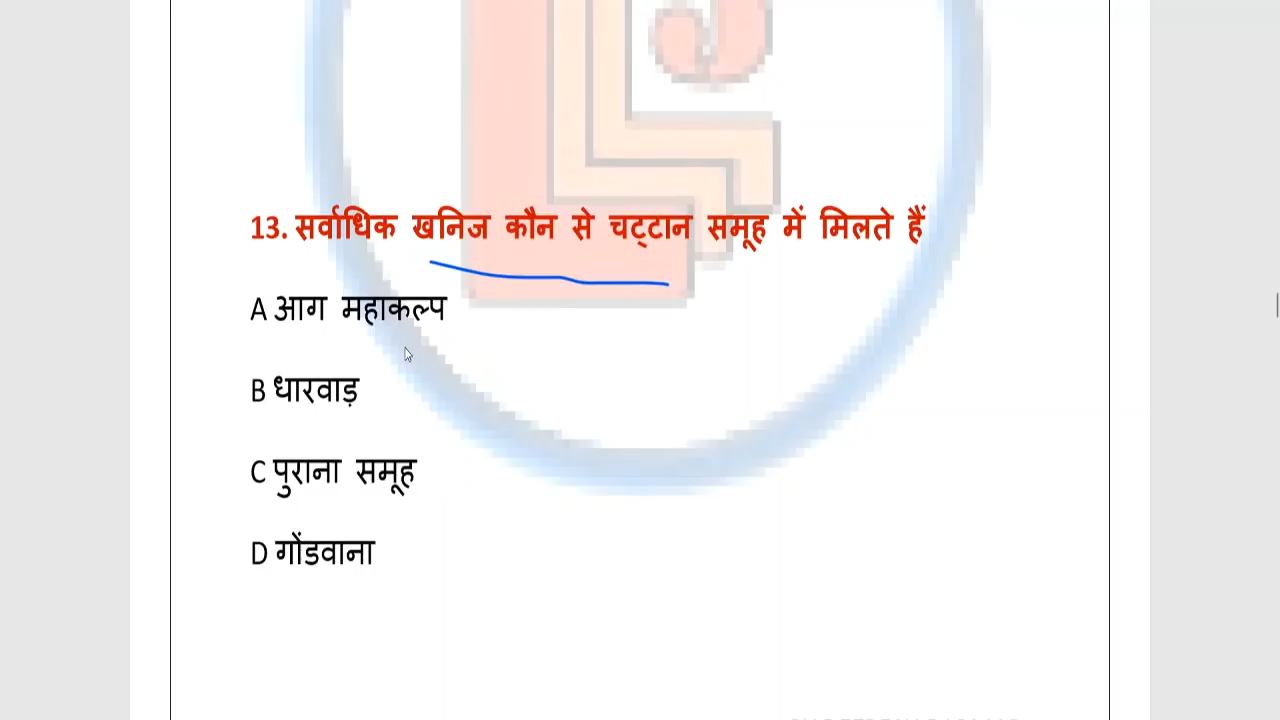 13. सर्वाधिक खनिज कौन से चट्टान समूह में मिलते हैं
A आग महाकल्प
B धारवाड़
C पुराना समूह
D गोंडवाना